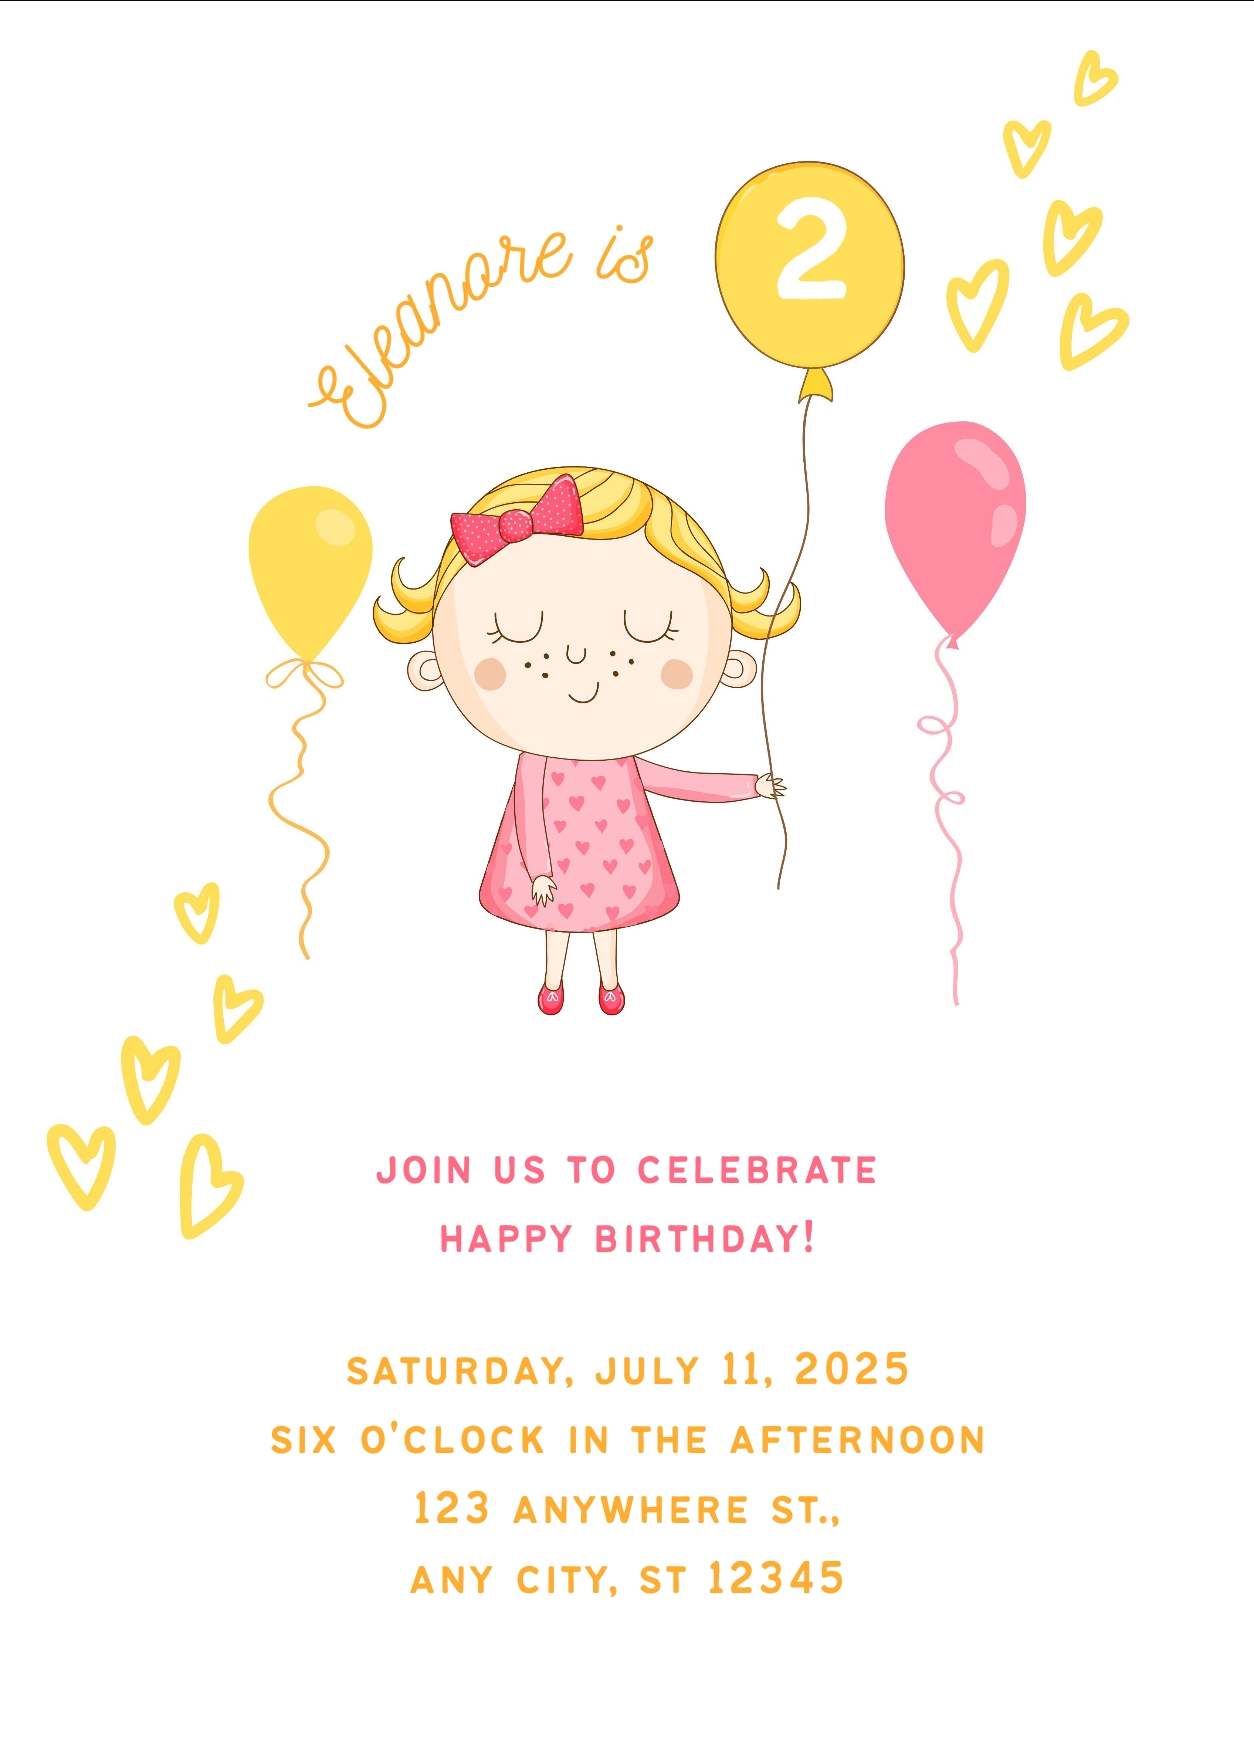 Eleanore is
2
JOIN US TO CELEBRATE
HAPPY BIRTHDAY!
SATURDAY, JULY 11, 2025
SIX O'CLOCK IN THE AFTERNOON
123 ANYWHERE ST.,
ANY CITY, ST 12345